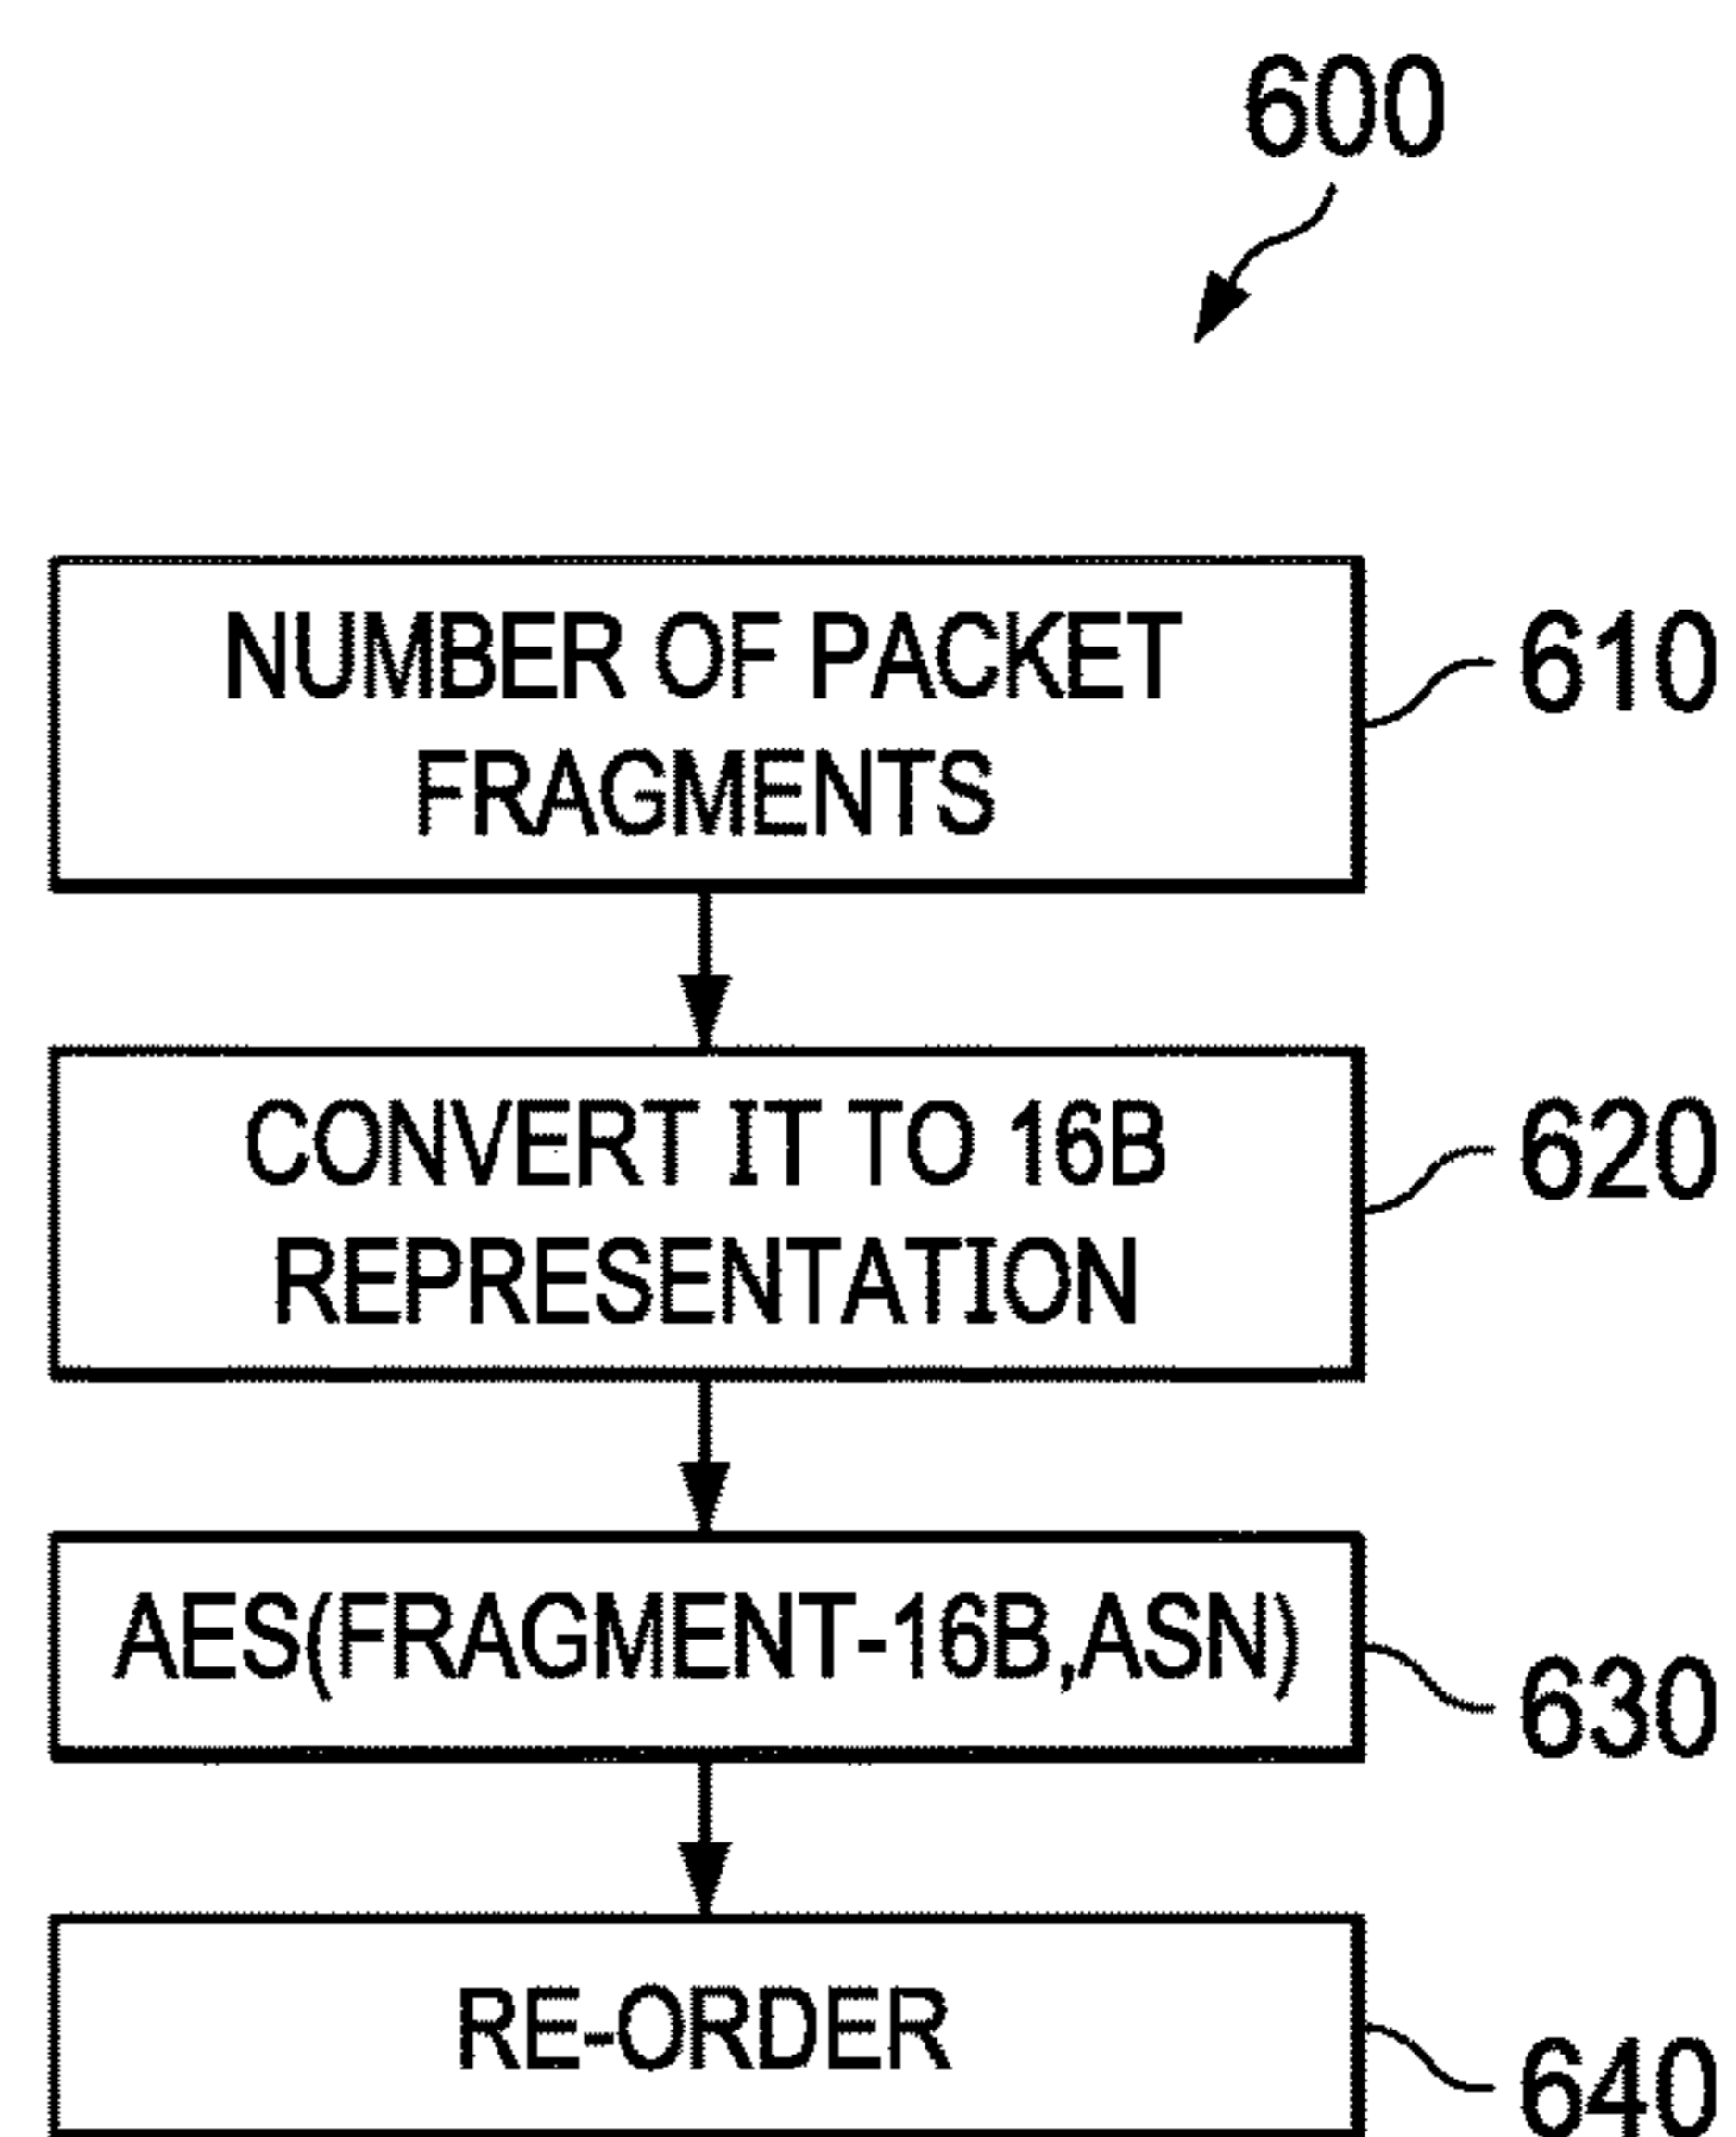 600
NUMBER OF PACKET
FRAGMENTS
610
CONVERT IT TO 16B
REPRESENTATION
620
AES(FRAGMENT-16B,ASN)
630
RE-ORDER
640